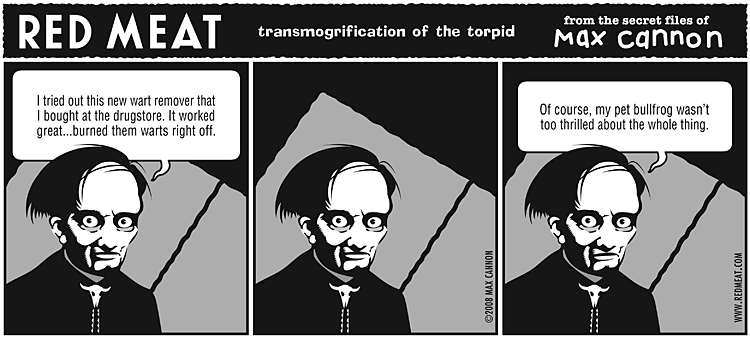 RED MEAT
transmogrification of the torpid
from the secret files of
Max cannon
I tried out this new wart remover that
I bought at the drugstore. It worked
great...burned them warts right off.
©2008 MAX CANNON
Of course, my pet bullfrog wasn't
too thrilled about the whole thing.
WWW.REDMEAT.COM